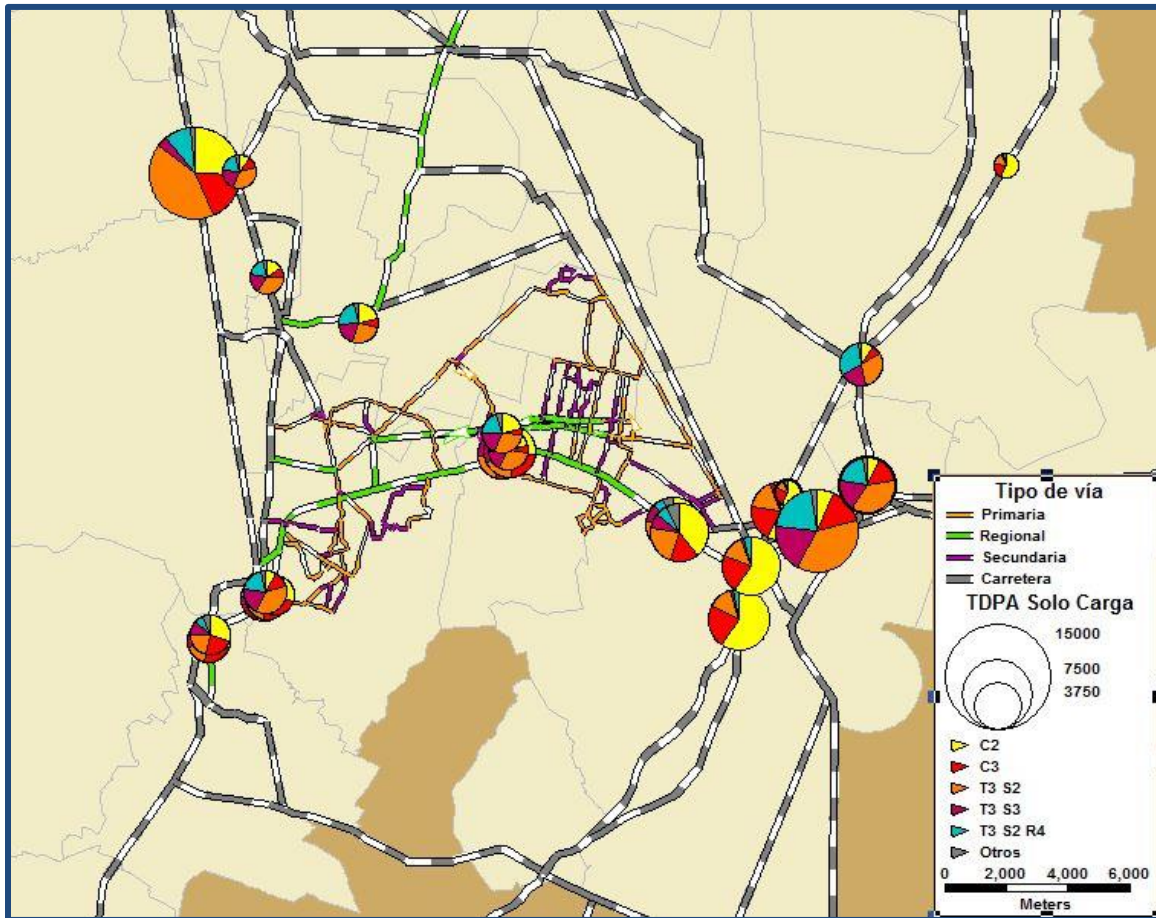 Tipo de vía
Primaria
Regional
Secundaria
Carretera
TDPA Solo Carga
15000
7500
3750
C2
C3
T3 S2
T3 S3
T3 S2 R4
Otros
0 2,000 4,000 6,000
Meters